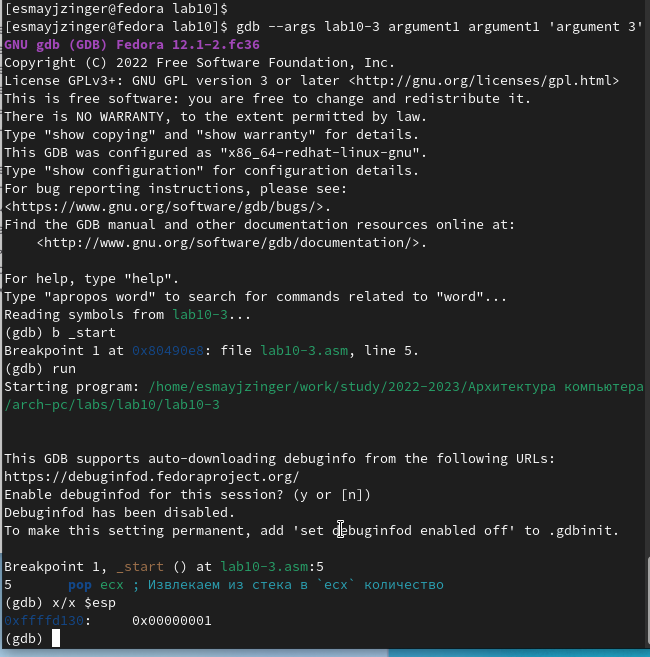 [esmayjzinger@fedora lab10]$
[esmayjzinger@fedora lab10]$ gdb --args lab10-3 argument1 argument1 'argument 3'
GNU gdb (GDB) Fedora 12.1-2.fc36
Copyright (C) 2022 Free Software Foundation, Inc.
License GPLv3+: GNU GPL version 3 or later <http://gnu.org/licenses/gpl.html>
This is free software: you are free to change and redistribute it.
There is NO WARRANTY, to the extent permitted by law.
Type "show copying" and "show warranty" for details.
This GDB was configured as "x86_64-redhat-linux-gnu".
Type "show configuration" for configuration details.
For bug reporting instructions, please see:
<https://www.gnu.org/software/gdb/bugs/>.
Find the GDB manual and other documentation resources online at:
    <http://www.gnu.org/software/gdb/documentation/>.
For help, type "help".
Type "apropos word" to search for commands related to "word"...
Reading symbols from lab10-3...
(gdb) b _start
Breakpoint 1 at 0x80490e8: file lab10-3.asm, line 5.
(gdb) run
Starting program: /home/esmayjzinger/work/study/2022-2023/Архитектура компьютера
/arch-pc/labs/lab10/lab10-3
This GDB supports auto-downloading debuginfo from the following URLs:
https://debuginfod.fedoraproject.org/
Enable debuginfod for this session? (y or [n])
Debuginfod has been disabled.
To make this setting permanent, add 'set debuginfod enabled off' to .gdbinit.
Breakpoint 1, _start () at lab10-3.asm:5
5       pop ecx ; Извлекаем из стека в `ecx` количество
(gdb) x/x $esp
0xffffd130:     0x00000001
(gdb)